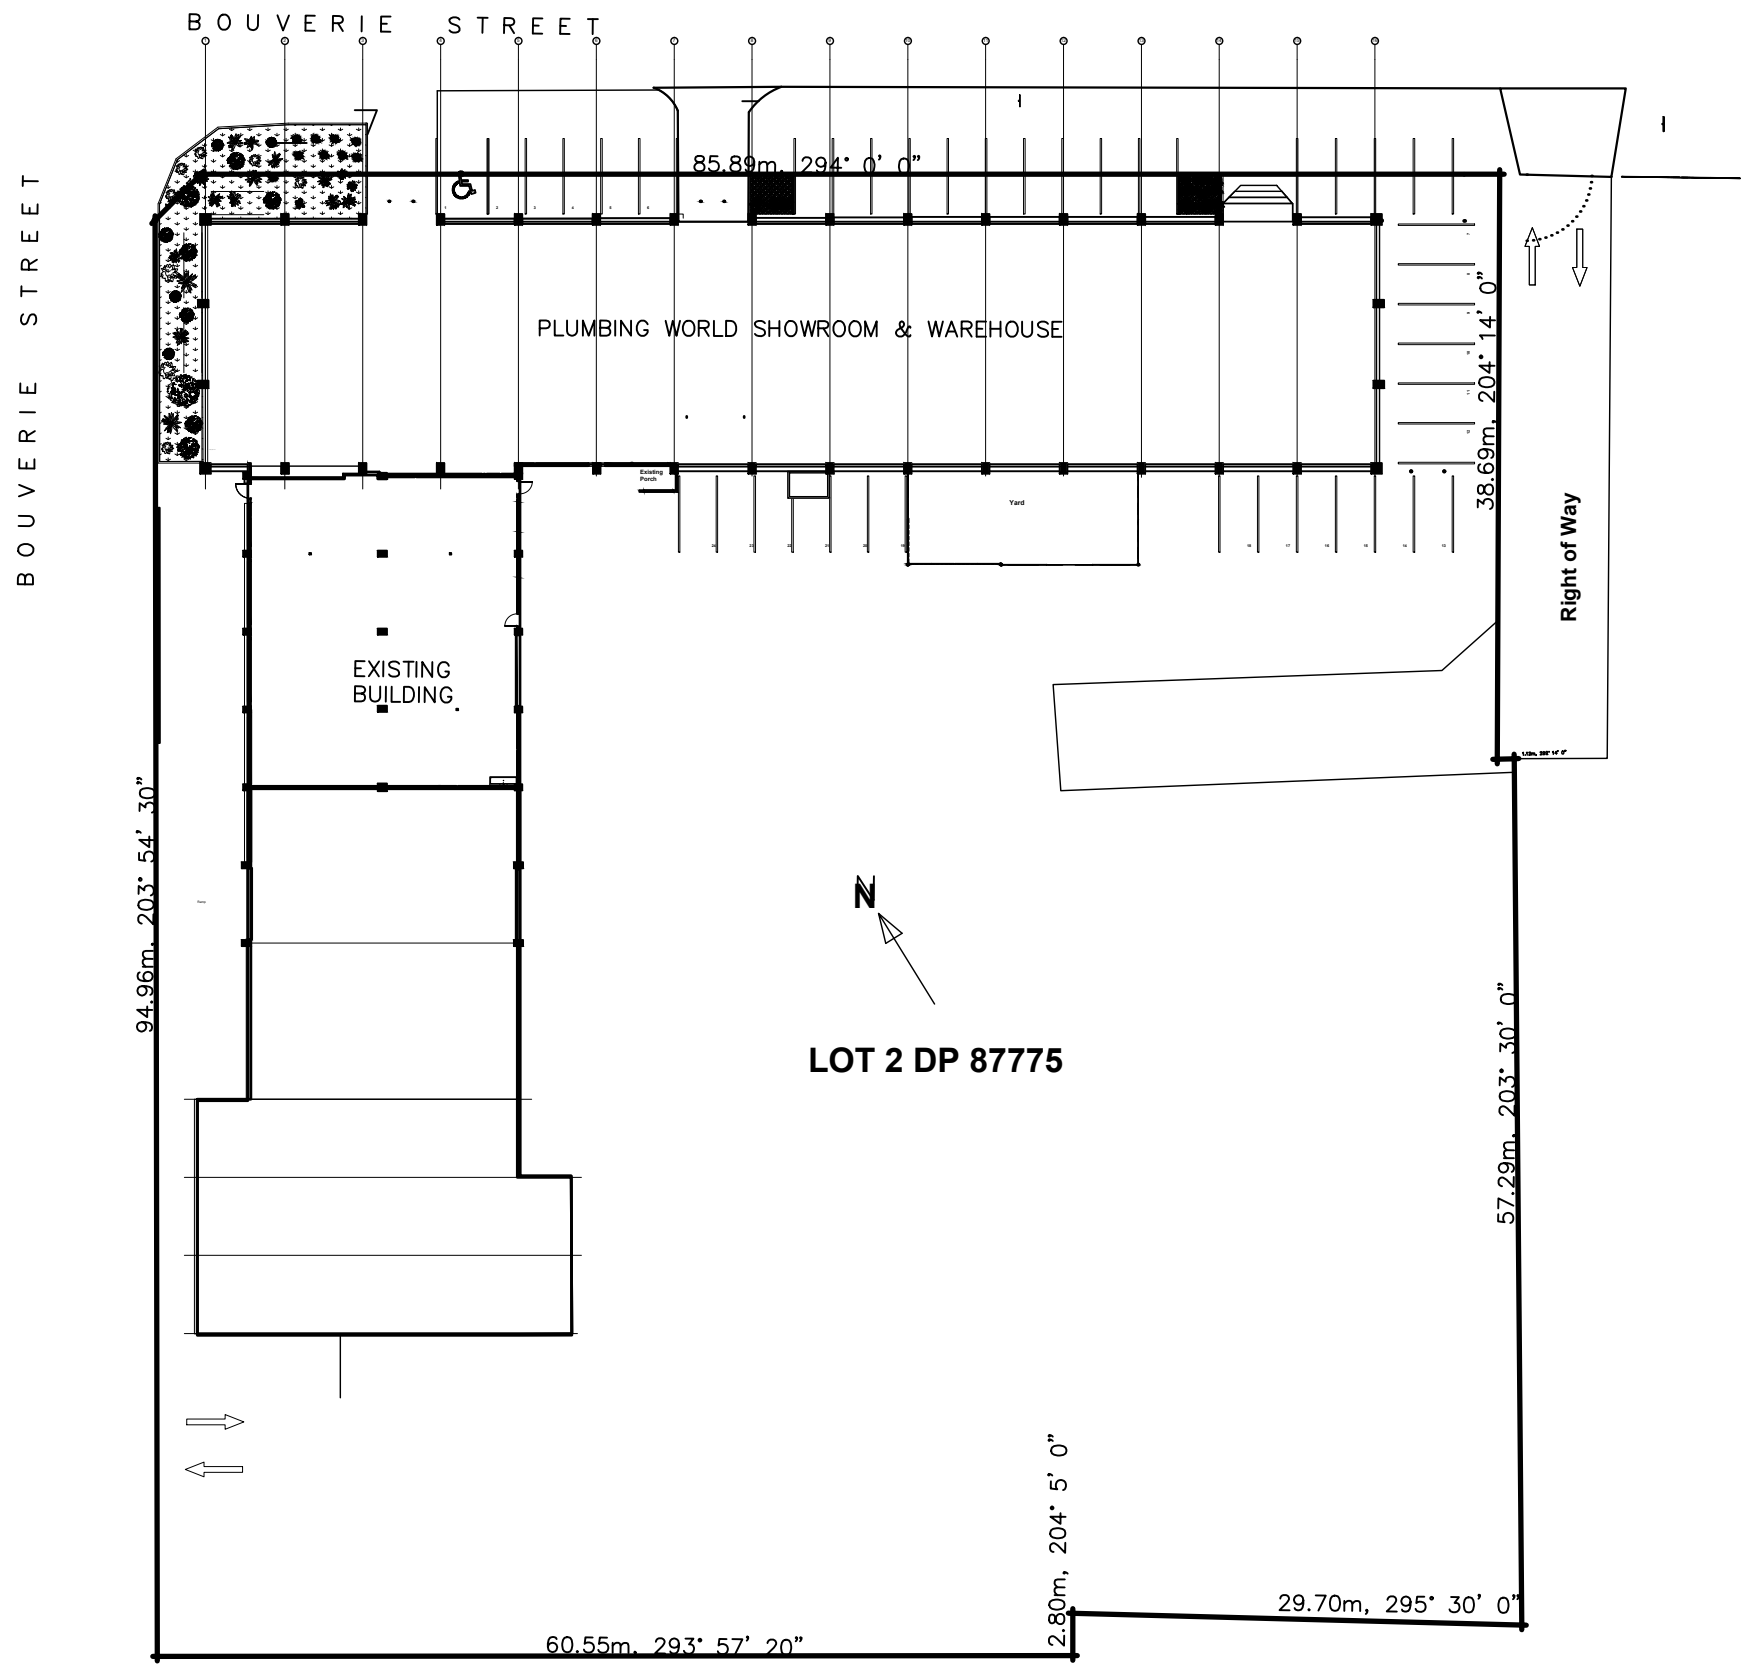 BOUVERIE STREET
BOUVERIE STREET
85.89m, 294° 0' 0"
PLUMBING WORLD SHOWROOM & WAREHOUSE
38.69m, 204° 14' 0"
Existing
Porch
Yard
Right of Way
EXISTING
BUILDING
94.96m, 203° 54' 30"
N
LOT 2 DP 87775
57.29m, 203° 30' 0"
2.80m, 204° 5' 0"
29.70m, 295° 30' 0"
60.55m, 293° 57' 20"